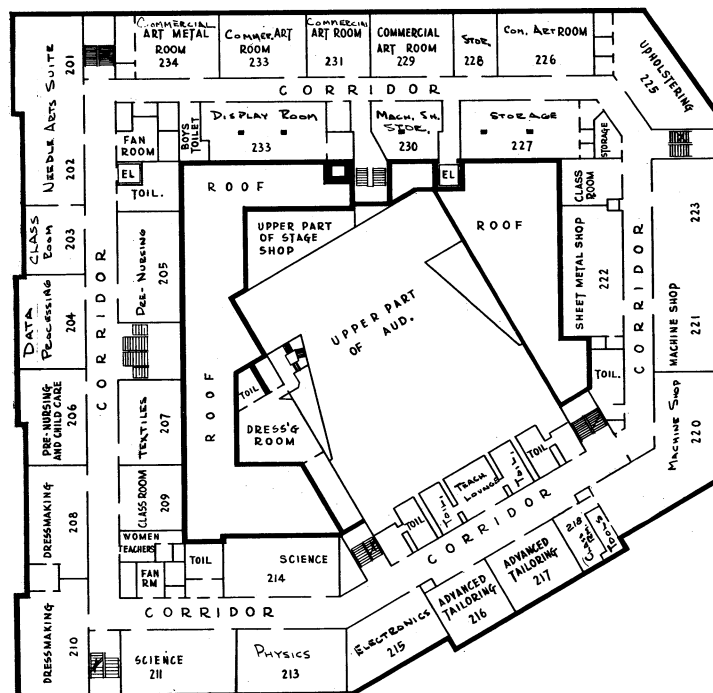 COMMERCIAL
ART METAL
ROOM
234
COMMER. ART
ROOM
233
COMMERCIAL
ART ROOM
231
COMMERCIAL
ART ROOM
229
STOR.
228
COM. ART ROOM
226
UPHOLSTERING
225
CORRIDOR
NEEDLE ARTS SUITE
201
202
FAN
ROOM
BOYS
TOILET
DISPLAY ROOM
233
MACH. SH.
STOR.
230
STORAGE
227
STORAGE
EL
TOIL.
ROOF
EL
CLASS
ROOM
223
CLASS
ROOM
203
UPPER PART
OF STAGE
SHOP
ROOF
SHEET METAL SHOP
222
CORRIDOR
MACHINE SHOP
221
CORRIDOR
PRE-NURSING
205
DATA
PROCESSING
204
UPPER PART
OF AUD.
TOIL.
ROOF
TOIL
DRESS'G
ROOM
PRE-NURSING
AND CHILD CARE
206
TEXTILES
207
MACHINE SHOP
220
CLASS ROOM
209
DRESSMAKING
208
TOIL
TOIL.
TEACH
LOUNGE
TOIL.
TOIL
CORRIDOR
WOMEN
TEACHERS
FAN
RM
TOIL
SCIENCE
214
CORRIDOR
DRESSMAKING
210
SCIENCE
211
PHYSICS
213
ELECTRONICS
215
ADVANCED
TAILORING
216
ADVANCED
TAILORING
217
218